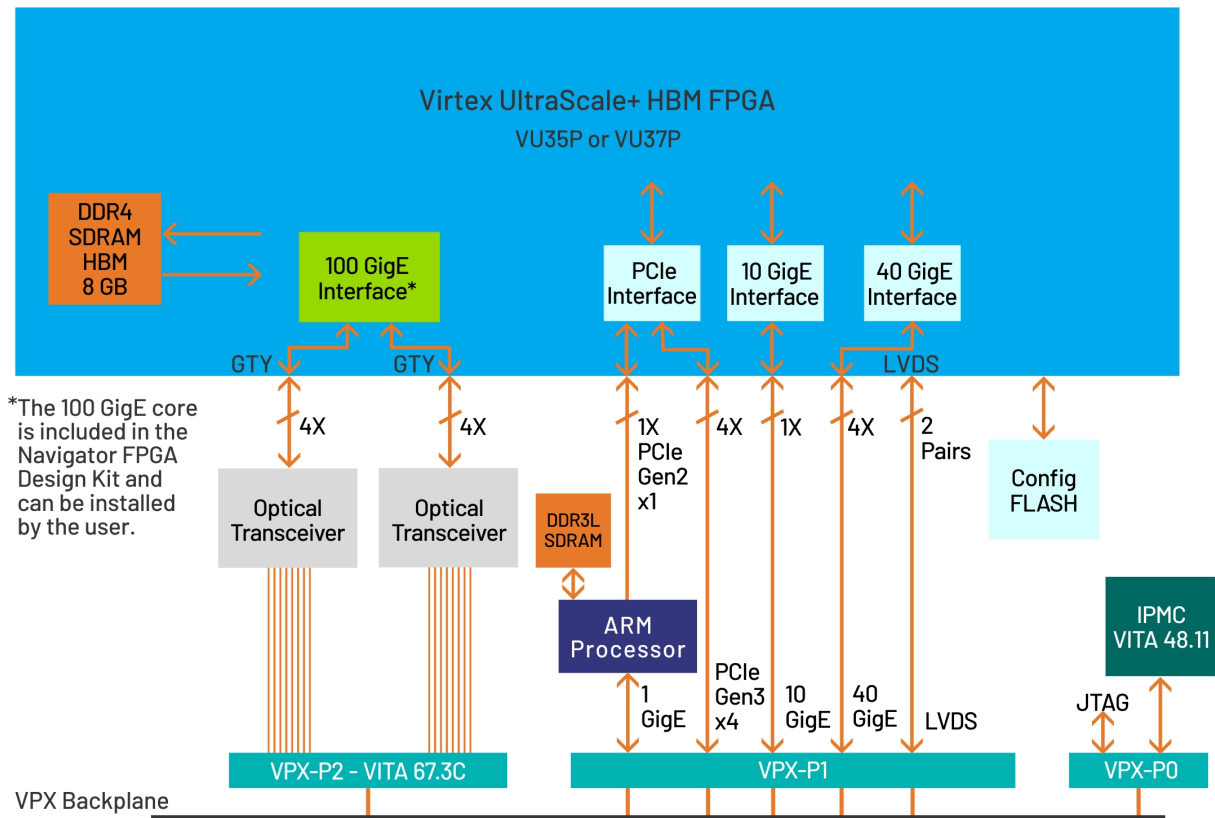 Virtex UltraScale+ HBM FPGA
VU35P or VU37P
DDR4
SDRAM
HBM
8 GB
100 GigE
Interface*
PCIe
Interface
10 GigE
Interface
40 GigE
Interface
GTY
GTY
LVDS
*The 100 GigE core
is included in the
Navigator FPGA
Design Kit and
can be installed
by the user.
4X
4X
1X
PCIe
Gen2
x1
4X
1X
4X
2
Pairs
Optical
Transceiver
Optical
Transceiver
DDR3L
SDRAM
Config
FLASH
ARM
Processor
IPMC
VITA 48.11
1
GigE
PCIe
Gen3
x4
10
GigE
40
GigE
LVDS
JTAG
VPX-P2 - VITA 67.3C
VPX-P1
VPX-P0
VPX Backplane